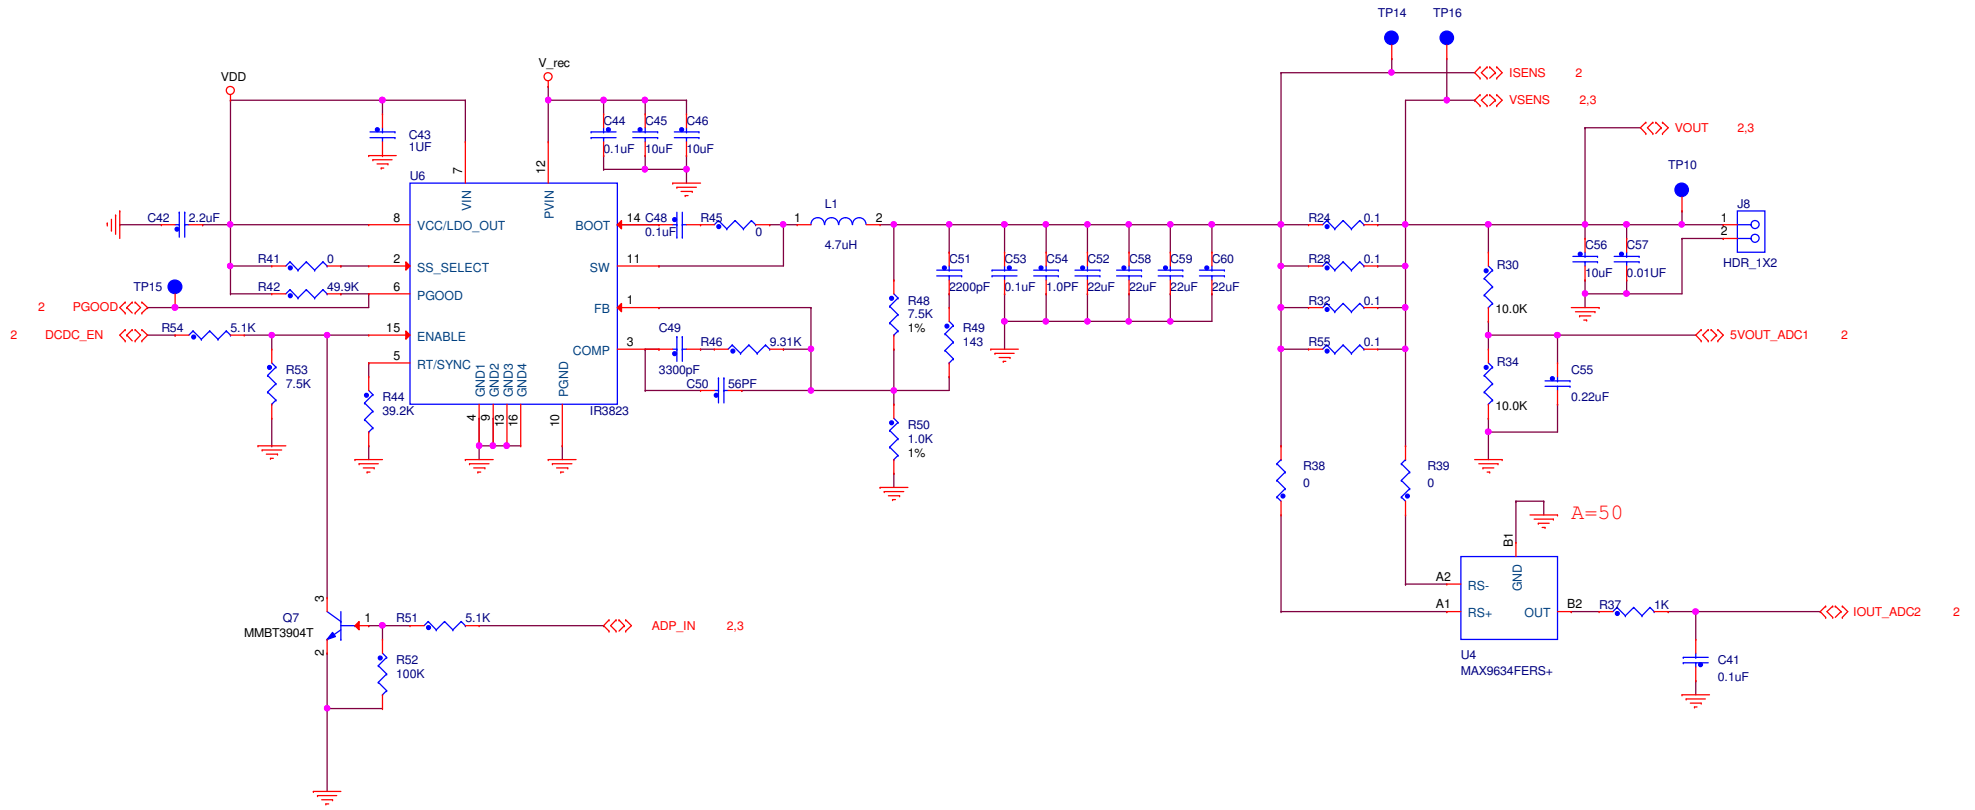 TP14 TP16
ISENS 2
VSENS 2,3
VOUT 2,3
TP10
VDD
V_rec
C43
1UF
C44
0.1uF
C45
10uF
C46
10uF
U6
7
12
VIN
PVIN
C42 2.2uF
8
VCC/LDO_OUT
R41 0
2
SS_SELECT
TP15
R42 49.9K
6
PGOOD
2 PGOOD
2 DCDC_EN
R54 5.1K
15
ENABLE
5
RT/SYNC
R53
7.5K
R44
39.2K
GND1
GND2
GND3
GND4
PGND
4
9
13
16
10
IR3823
BOOT
14
C48
0.1uF
R45
0
SW
11
FB
1
COMP
3
C49
3300pF
R46 9.31K
C50 56PF
L1
1 2
4.7uH
R48
7.5K
1%
R49
143
R50
1.0K
1%
C51
2200pF
C53
0.1uF
C54
1.0PF
C52
22uF
C58
22uF
C59
22uF
C60
22uF
R24 0.1
R28 0.1
R32 0.1
R55 0.1
R30
10.0K
R34
10.0K
C55
0.22uF
C56
10uF
C57
0.01UF
J8
1
2
HDR_1X2
5VOUT_ADC1 2
R38
0
R39
0
A=50
B1
GND
A2
RS-
A1
RS+
OUT
B2
R37 1K
IOUT_ADC2 2
U4
MAX9634FERS+
C41
0.1uF
Q7
MMBT3904T
3
1
2
R51 5.1K
ADP_IN 2,3
R52
100K